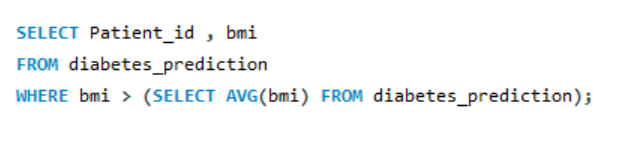 SELECT Patient_id , bmi
FROM diabetes_prediction
WHERE bmi > (SELECT AVG(bmi) FROM diabetes_prediction);